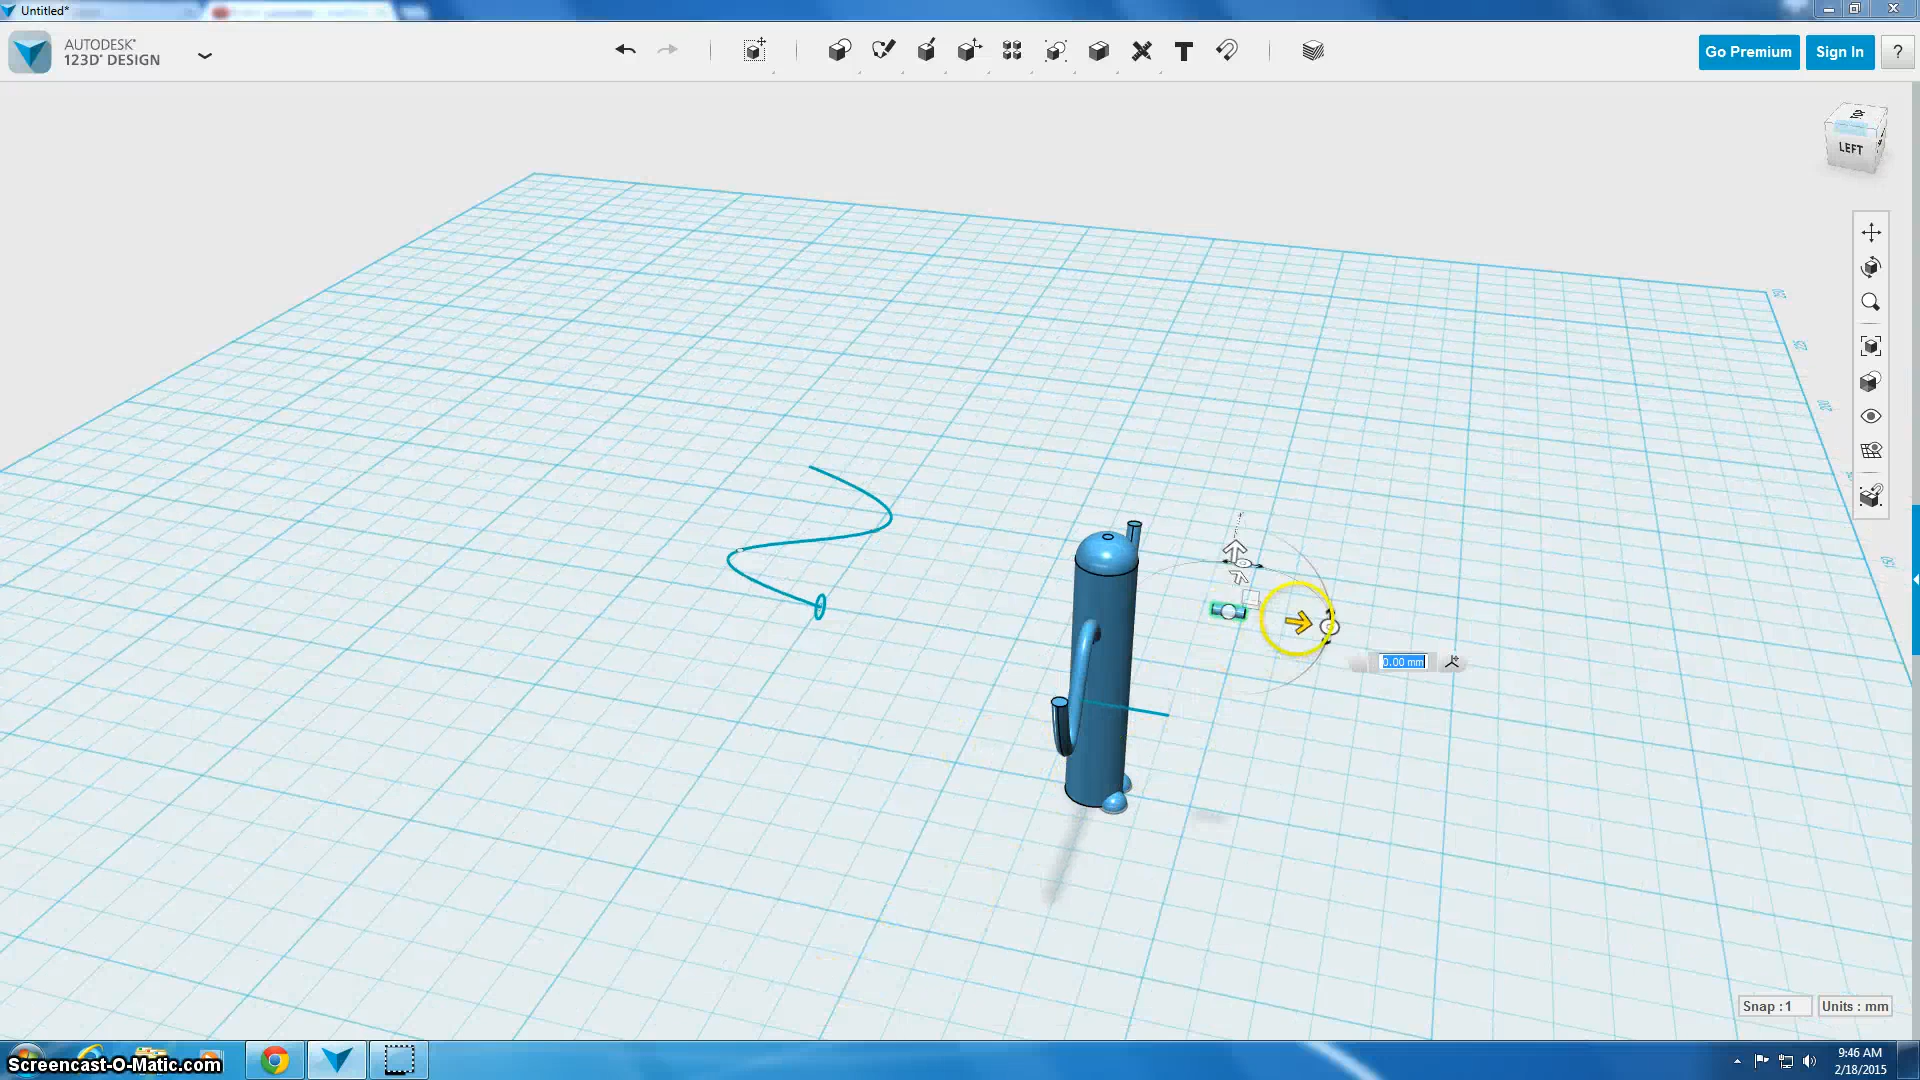 Untitled*
AUTODESK®
123D® DESIGN
Go Premium
Sign In
?
LEFT
0.00 mm
Snap : 1
Units : mm
Screencast-O-Matic.com
9:46 AM
2/18/2015